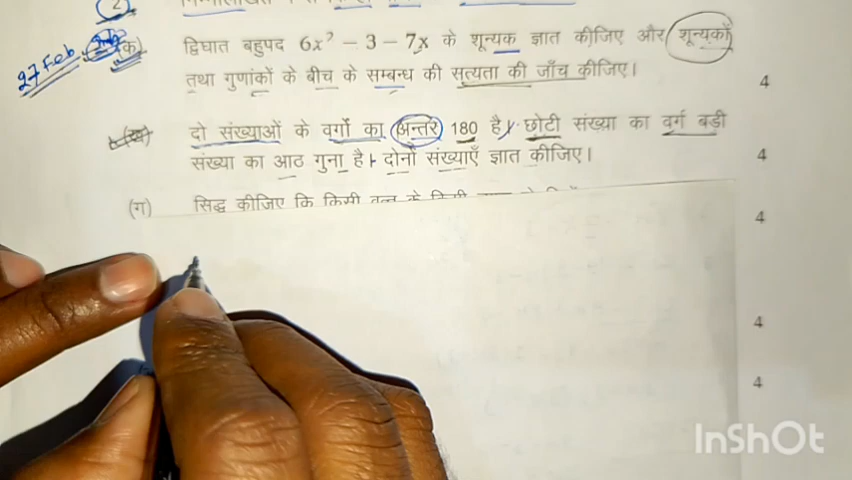 2
27 Feb (क) द्विघात बहुपद 6x² − 3 − 7x के शून्यक ज्ञात कीजिए और शून्यकों
तथा गुणांकों के बीच के सम्बन्ध की सत्यता की जाँच कीजिए। 4
(ख) दो संख्याओं के वर्गों का अन्तर 180 है। छोटी संख्या का वर्ग बड़ी
संख्या का आठ गुना है। दोनों संख्याएँ ज्ञात कीजिए। 4
(ग) सिद्ध कीजिए कि किसी 4
4
4
InShOt